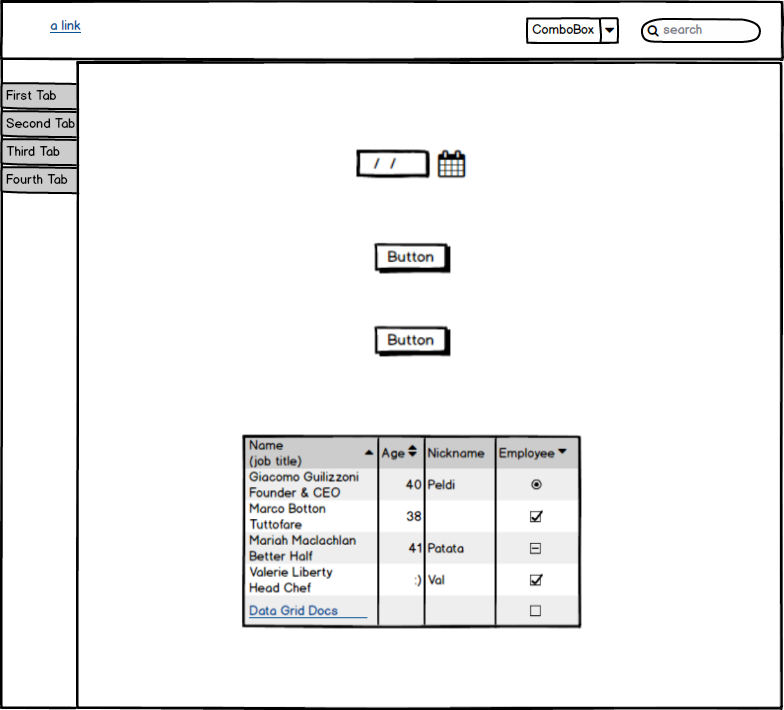 a link
ComboBox
search
First Tab
Second Tab
Third Tab
Fourth Tab
/ /
Button
Button
Name
(job title)
Age
Nickname
Employee
Giacomo Guilizzoni
Founder & CEO
40
Peldi
Marco Botton
Tuttofare
38
Mariah Maclachlan
Better Half
41
Patata
Valerie Liberty
Head Chef
:)
Val
Data Grid Docs